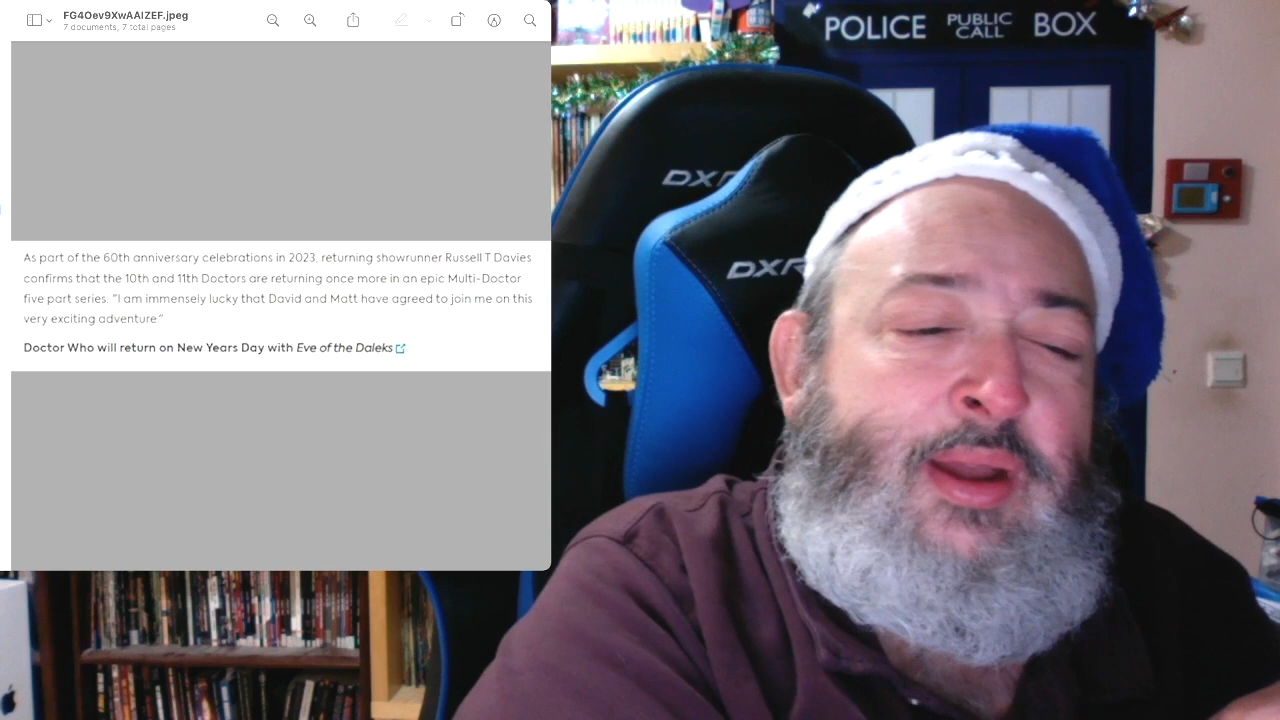 FG4Oev9XwAAIZEF.jpeg
7 documents, 7 total pages
As part of the 60th anniversary celebrations in 2023, returning showrunner Russell T Davies
confirms that the 10th and 11th Doctors are returning once more in an epic Multi-Doctor
five part series. "I am immensely lucky that David and Matt have agreed to join me on this
very exciting adventure"
Doctor Who will return on New Years Day with Eve of the Daleks
POLICE PUBLIC CALL BOX